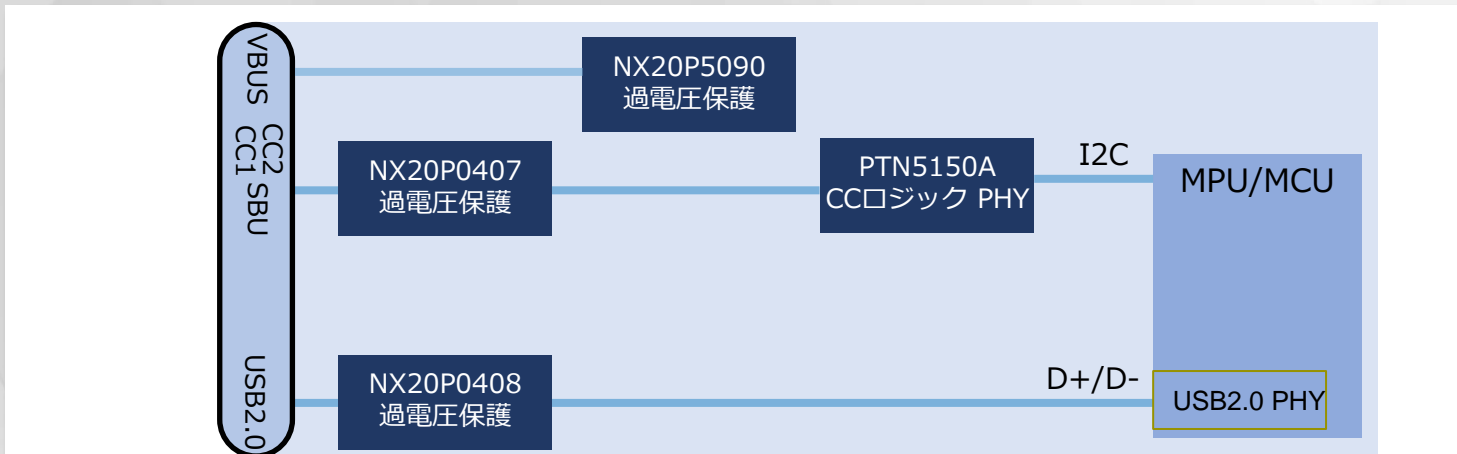 VBUS
NX20P5090
過電圧保護
CC2
CC1 SBU
NX20P0407
過電圧保護
PTN5150A
CCロジック PHY
I2C
MPU/MCU
USB2.0
NX20P0408
過電圧保護
D+/D-
USB2.0 PHY